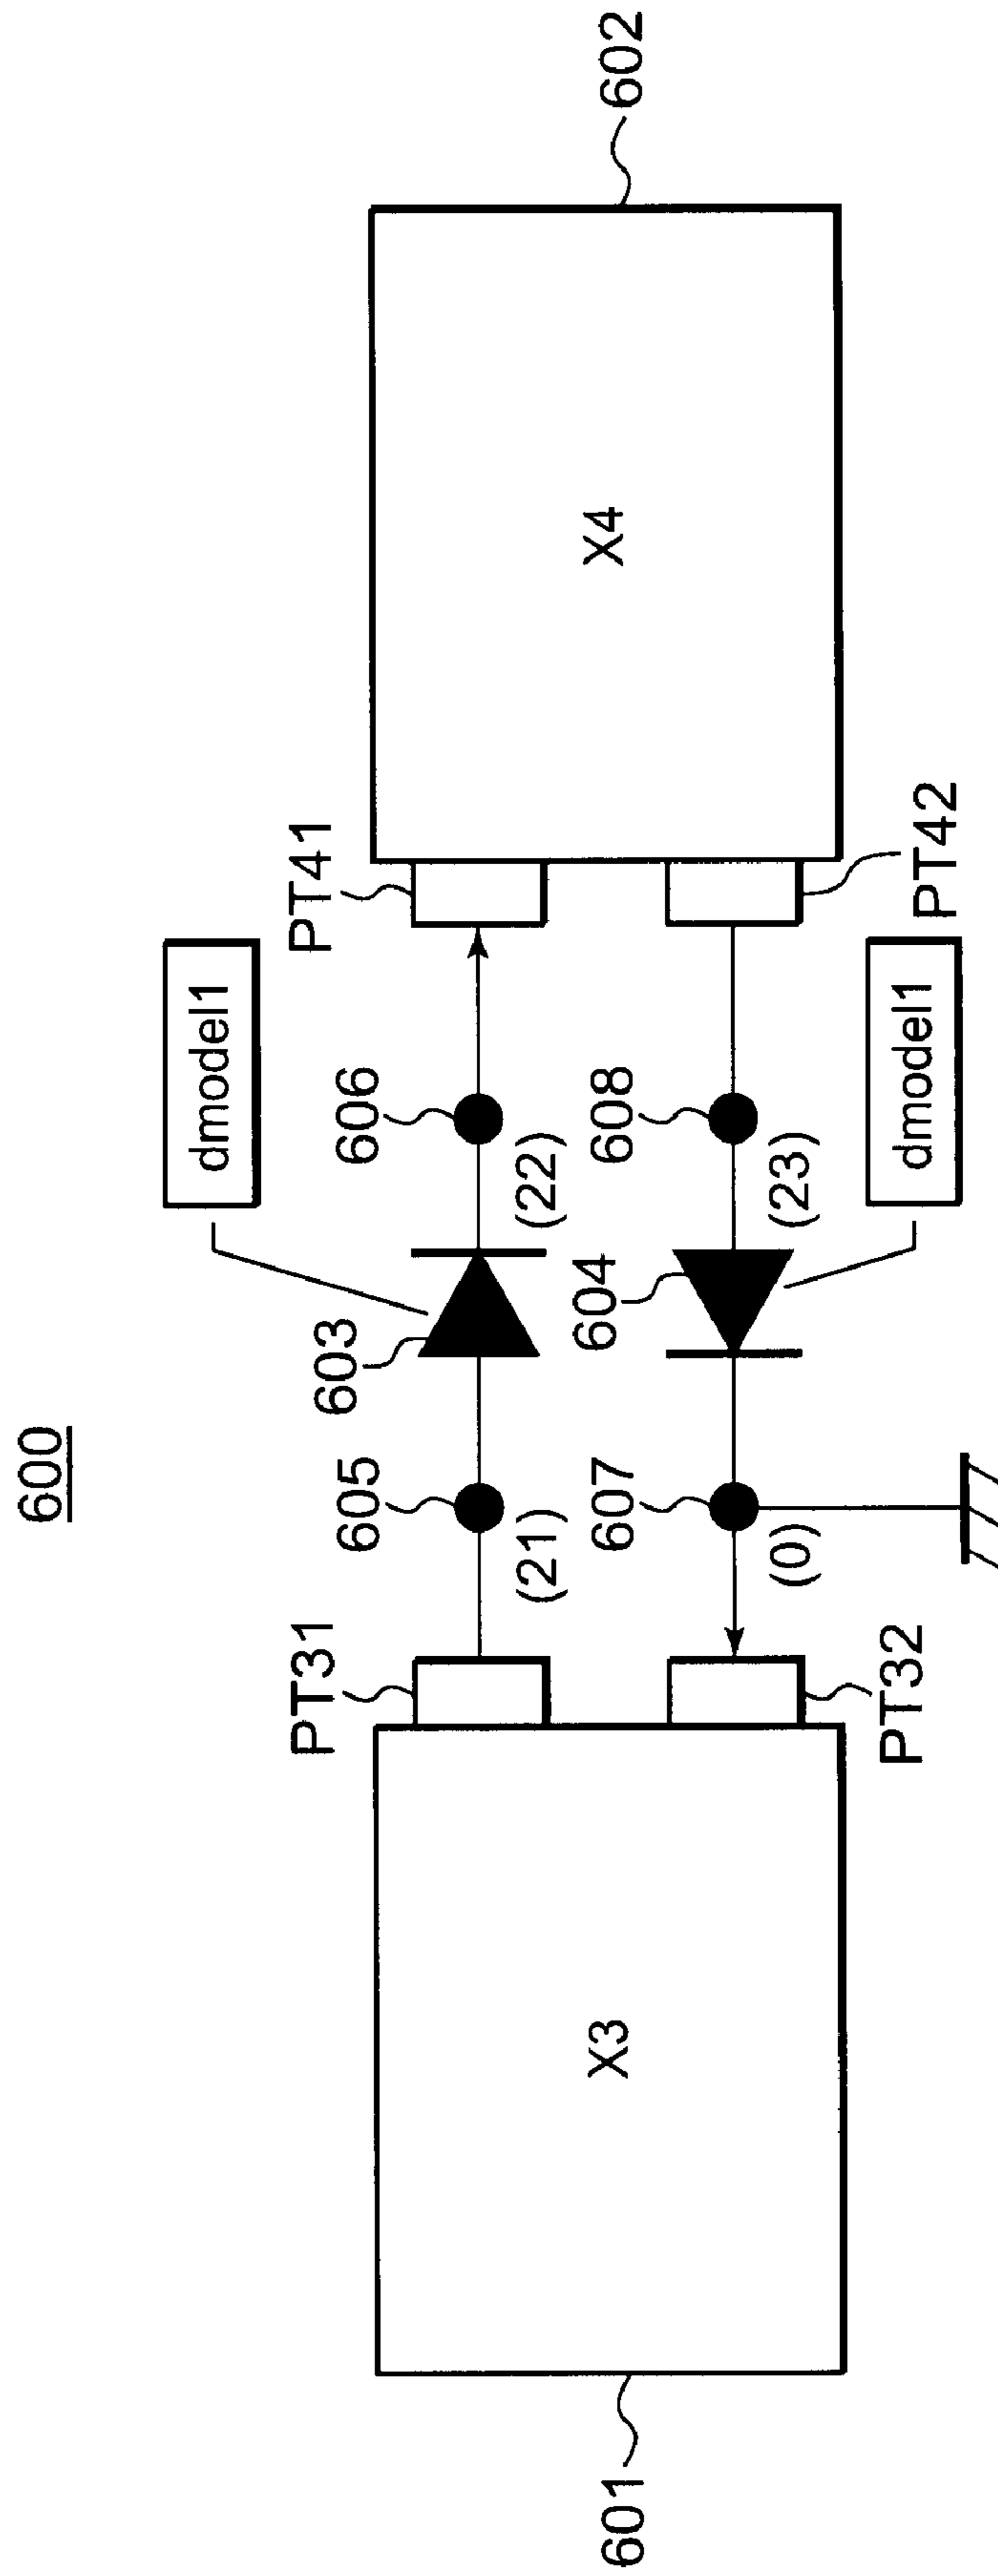 600
dmodel1
PT31
605
603
606
PT41
(21)
(22)
601
X3
X4
602
607
604
608
(0)
(23)
PT32
dmodel1
PT42